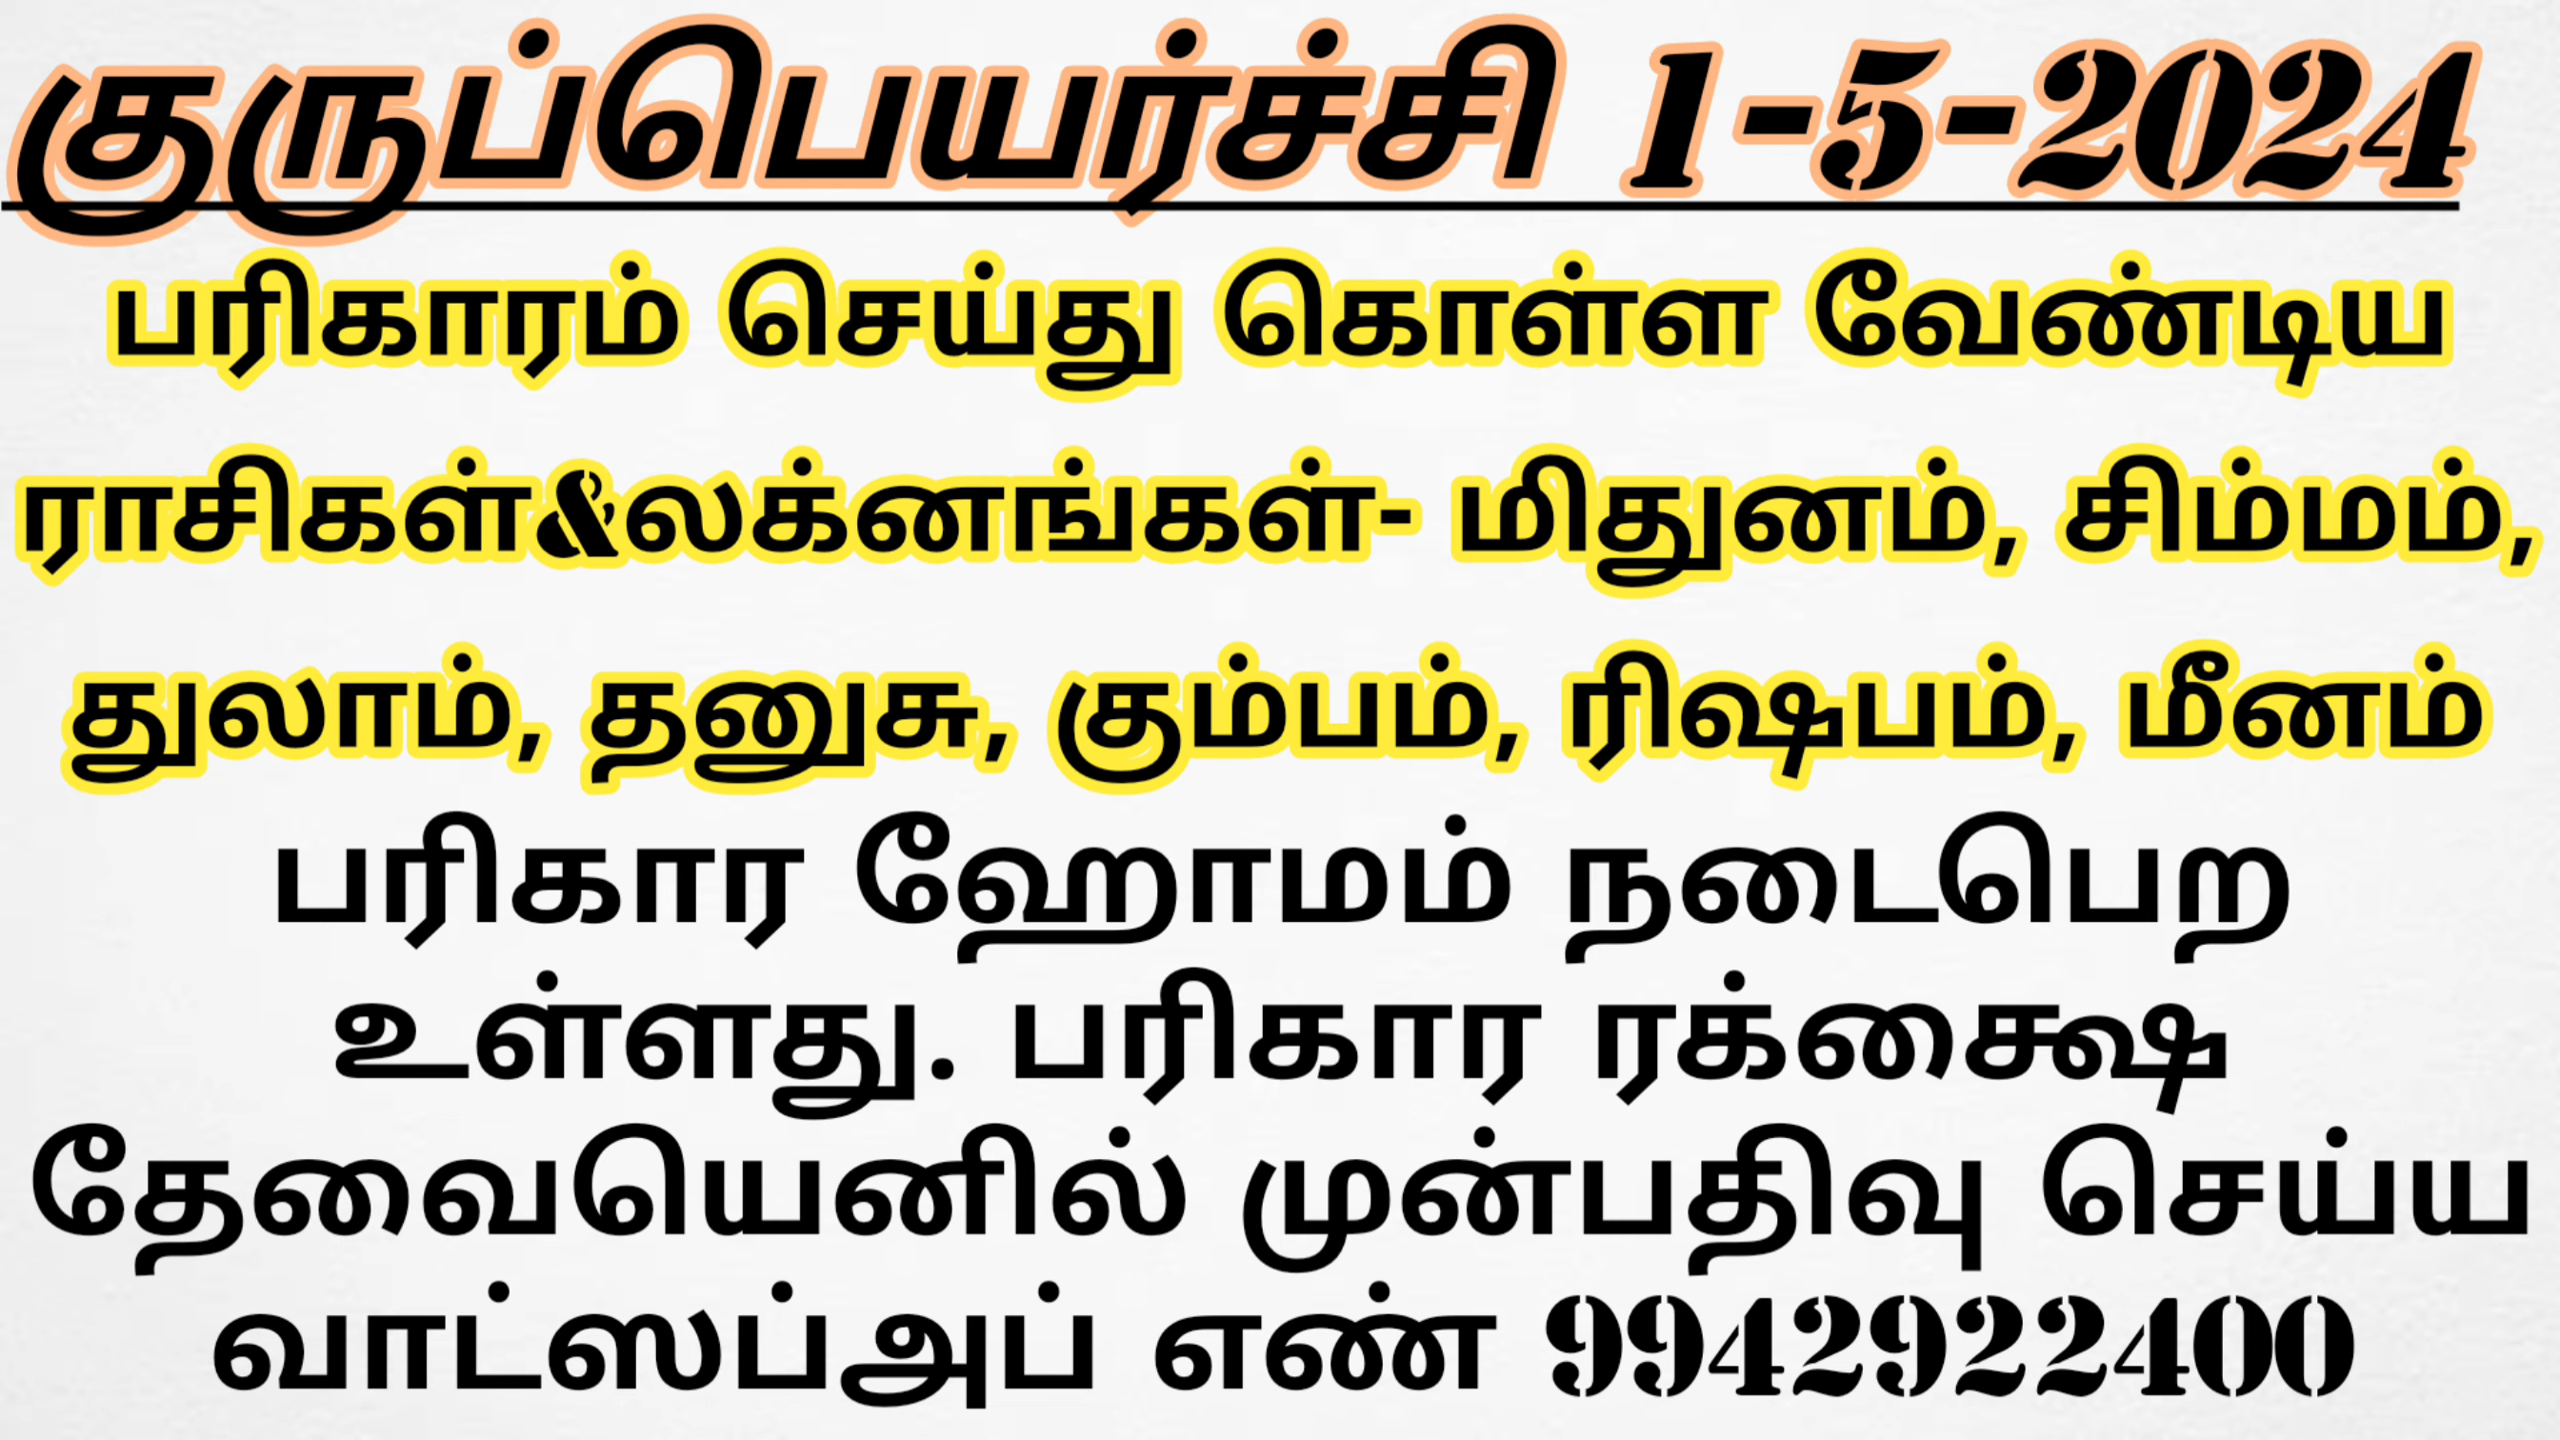 குருப்பெயர்ச்சி 1-5-2024
பரிகாரம் செய்து கொள்ள வேண்டிய
ராசிகள்&லக்னங்கள்- மிதுனம், சிம்மம்,
துலாம், தனுசு, கும்பம், ரிஷபம், மீனம்
பரிகார ஹோமம் நடைபெற
உள்ளது. பரிகார ரக்க்ஷை
தேவையெனில் முன்பதிவு செய்ய
வாட்ஸப்அப் எண் 9942922400